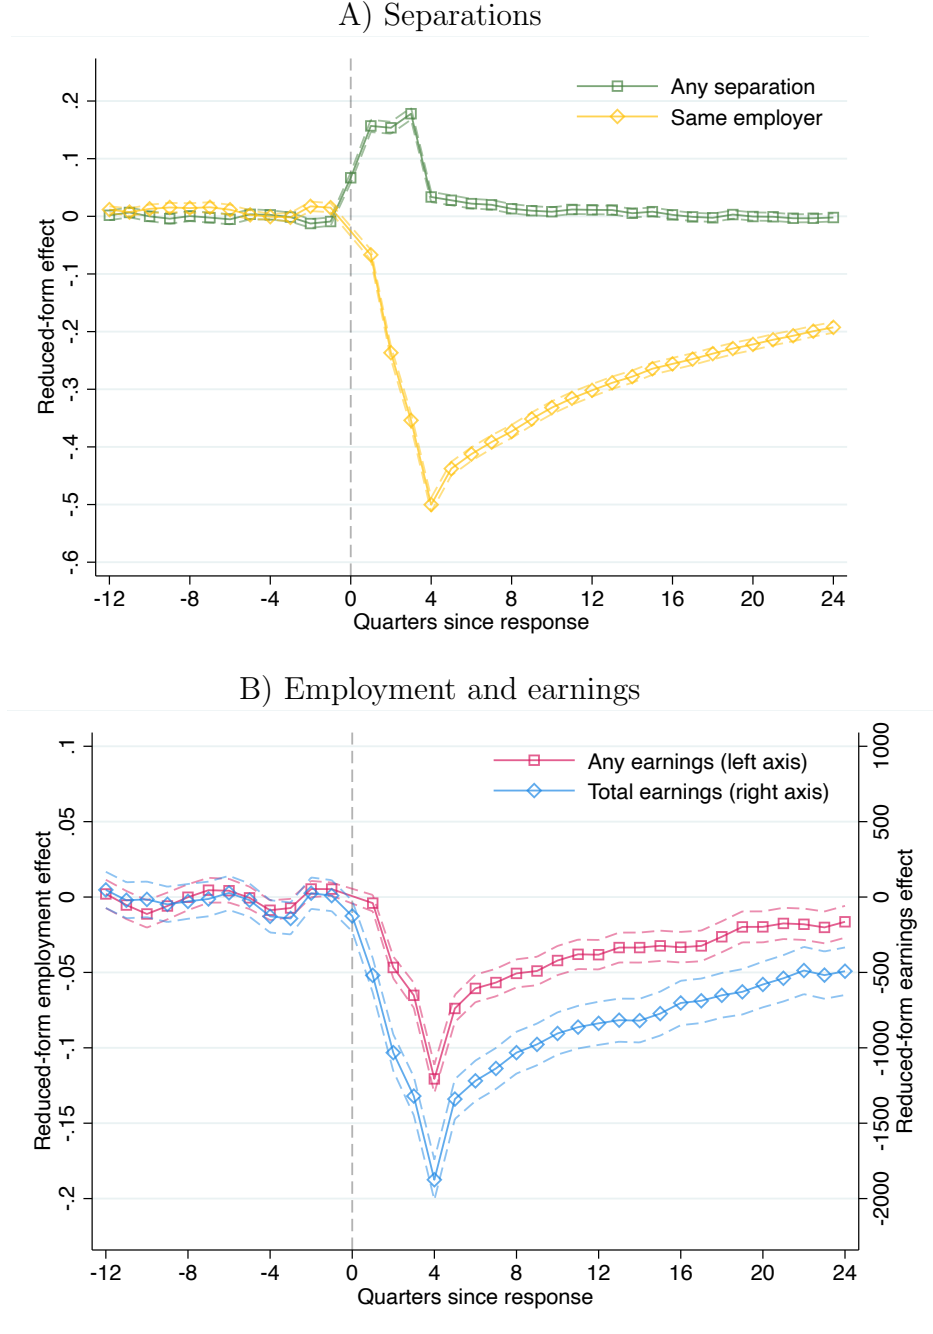 A) Separations
Any separation
Same employer
Reduced-form effect
.2
.1
0
-.1
-.2
-.3
-.4
-.5
-.6
-12 -8 -4 0 4 8 12 16 20 24
Quarters since response
B) Employment and earnings
Any earnings (left axis)
Total earnings (right axis)
Reduced-form employment effect
.1
.05
0
-.05
-.1
-.15
-.2
1000
500
0
-500
-1000
-1500
-2000
Reduced-form earnings effect
-12 -8 -4 0 4 8 12 16 20 24
Quarters since response